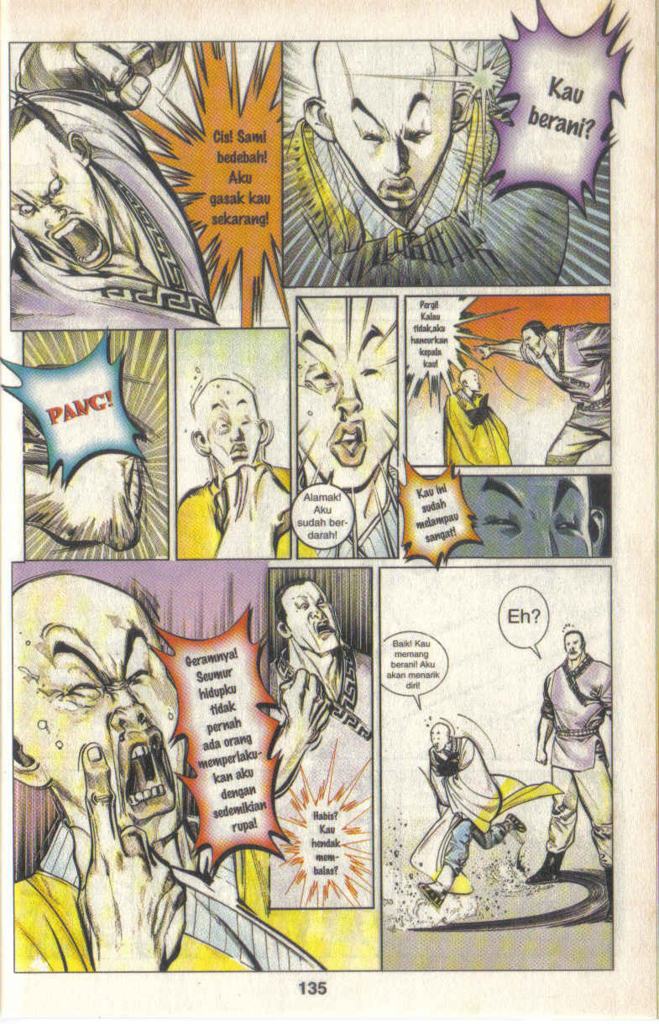 Cis! Sami
bedebah!
Aku
gasak kau
sekarang!
Kau
berani?
PANG!
Alamak!
Aku
sudah ber-
darah!
Pergi!
Kalau
tidak,aku
hancurkan
kepala
kau!
Kau ini
sudah
melampau
sangat!
Geramnya!
Seumur
hidupku
tidak
pernah
ada orang
memperlaku-
kan aku
dengan
sedemikian
rupa!
Habis?
Kau
hendak
mem-
balas?
Baik! Kau
memang
berani! Aku
akan menarik
diri!
Eh?
135